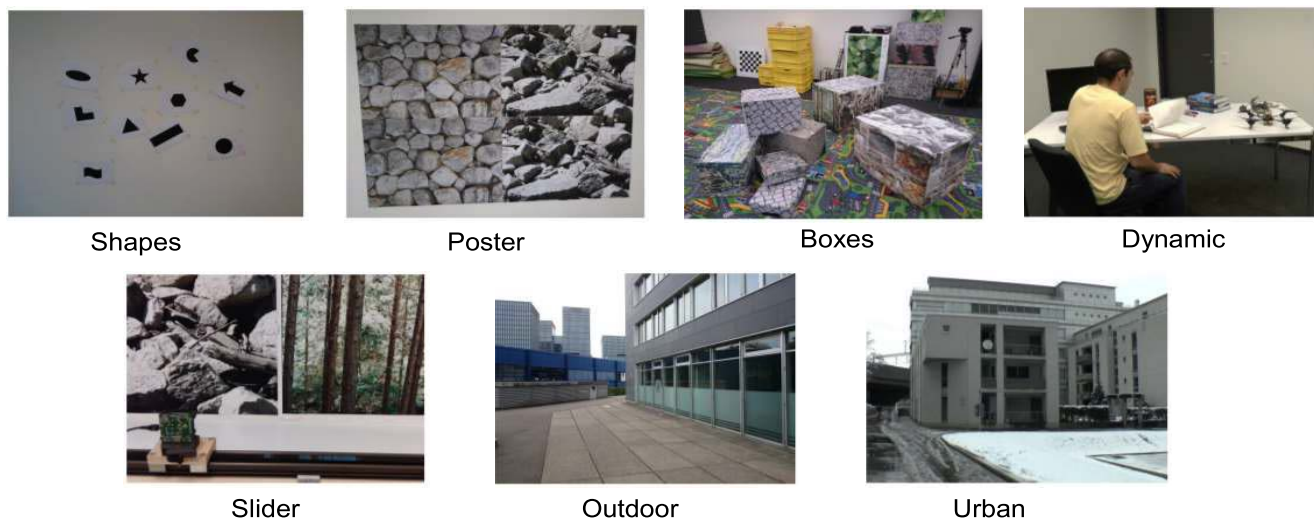 Shapes
Poster
Boxes
Dynamic
Slider
Outdoor
Urban